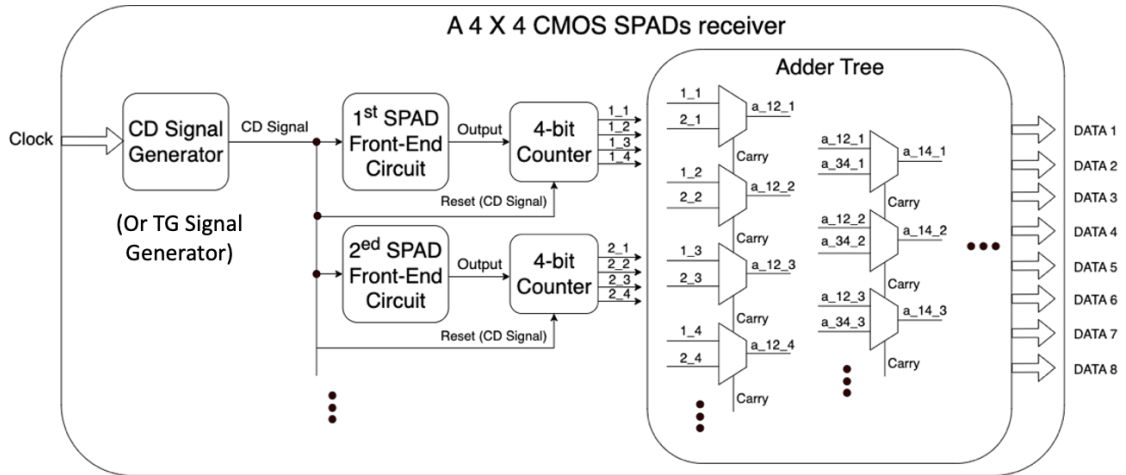 A 4 X 4 CMOS SPADs receiver
Clock
CD Signal
Generator
(Or TG Signal
Generator)
CD Signal
1st SPAD
Front-End
Circuit
Output
4-bit
Counter
1_1
1_2
1_3
1_4
Reset (CD Signal)
2ed SPAD
Front-End
Circuit
Output
4-bit
Counter
2_1
2_2
2_3
2_4
Reset (CD Signal)
Adder Tree
1_1
2_1
a_12_1
Carry
1_2
2_2
a_12_2
Carry
1_3
2_3
a_12_3
Carry
1_4
2_4
a_12_4
Carry
a_12_1
a_34_1
a_14_1
Carry
a_12_2
a_34_2
a_14_2
Carry
a_12_3
a_34_3
a_14_3
Carry
DATA 1
DATA 2
DATA 3
DATA 4
DATA 5
DATA 6
DATA 7
DATA 8